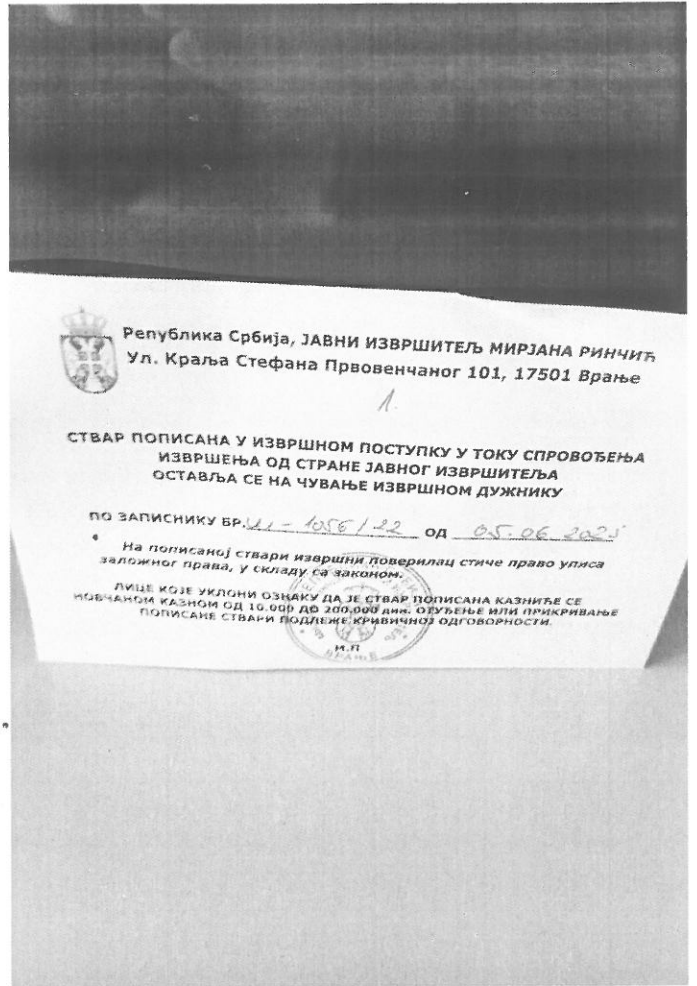 Република Србија, ЈАВНИ ИЗВРШИТЕЉ МИРЈАНА РИНЧИЋ
Ул. Краља Стефана Првовенчаног 101, 17501 Врање
1.
СТВАР ПОПИСАНА У ИЗВРШНОМ ПОСТУПКУ У ТОКУ СПРОВОЂЕЊА
ИЗВРШЕЊА ОД СТРАНЕ ЈАВНОГ ИЗВРШИТЕЉА
ОСТАВЉА СЕ НА ЧУВАЊЕ ИЗВРШНОМ ДУЖНИКУ
ПО ЗАПИСНИКУ БР. - 1056/22 ОД 05.06.2025
На пописаној ствари извршни поверилац стиче право уписа
заложног права, у складу са законом.
ЛИЦЕ КОЈЕ УКЛОНИ ОЗНАКУ ДА ЈЕ СТВАР ПОПИСАНА КАЗНИЋЕ СЕ
НОВЧАНОМ КАЗНОМ ОД 10.000 ДО 200.000 дин. ОТУЂЕЊЕ ИЛИ ПРИКРИВАЊЕ
ПОПИСАНЕ СТВАРИ ПОДЛЕЖЕ КРИВИЧНОЈ ОДГОВОРНОСТИ.
М.П
ВРАЊЕ